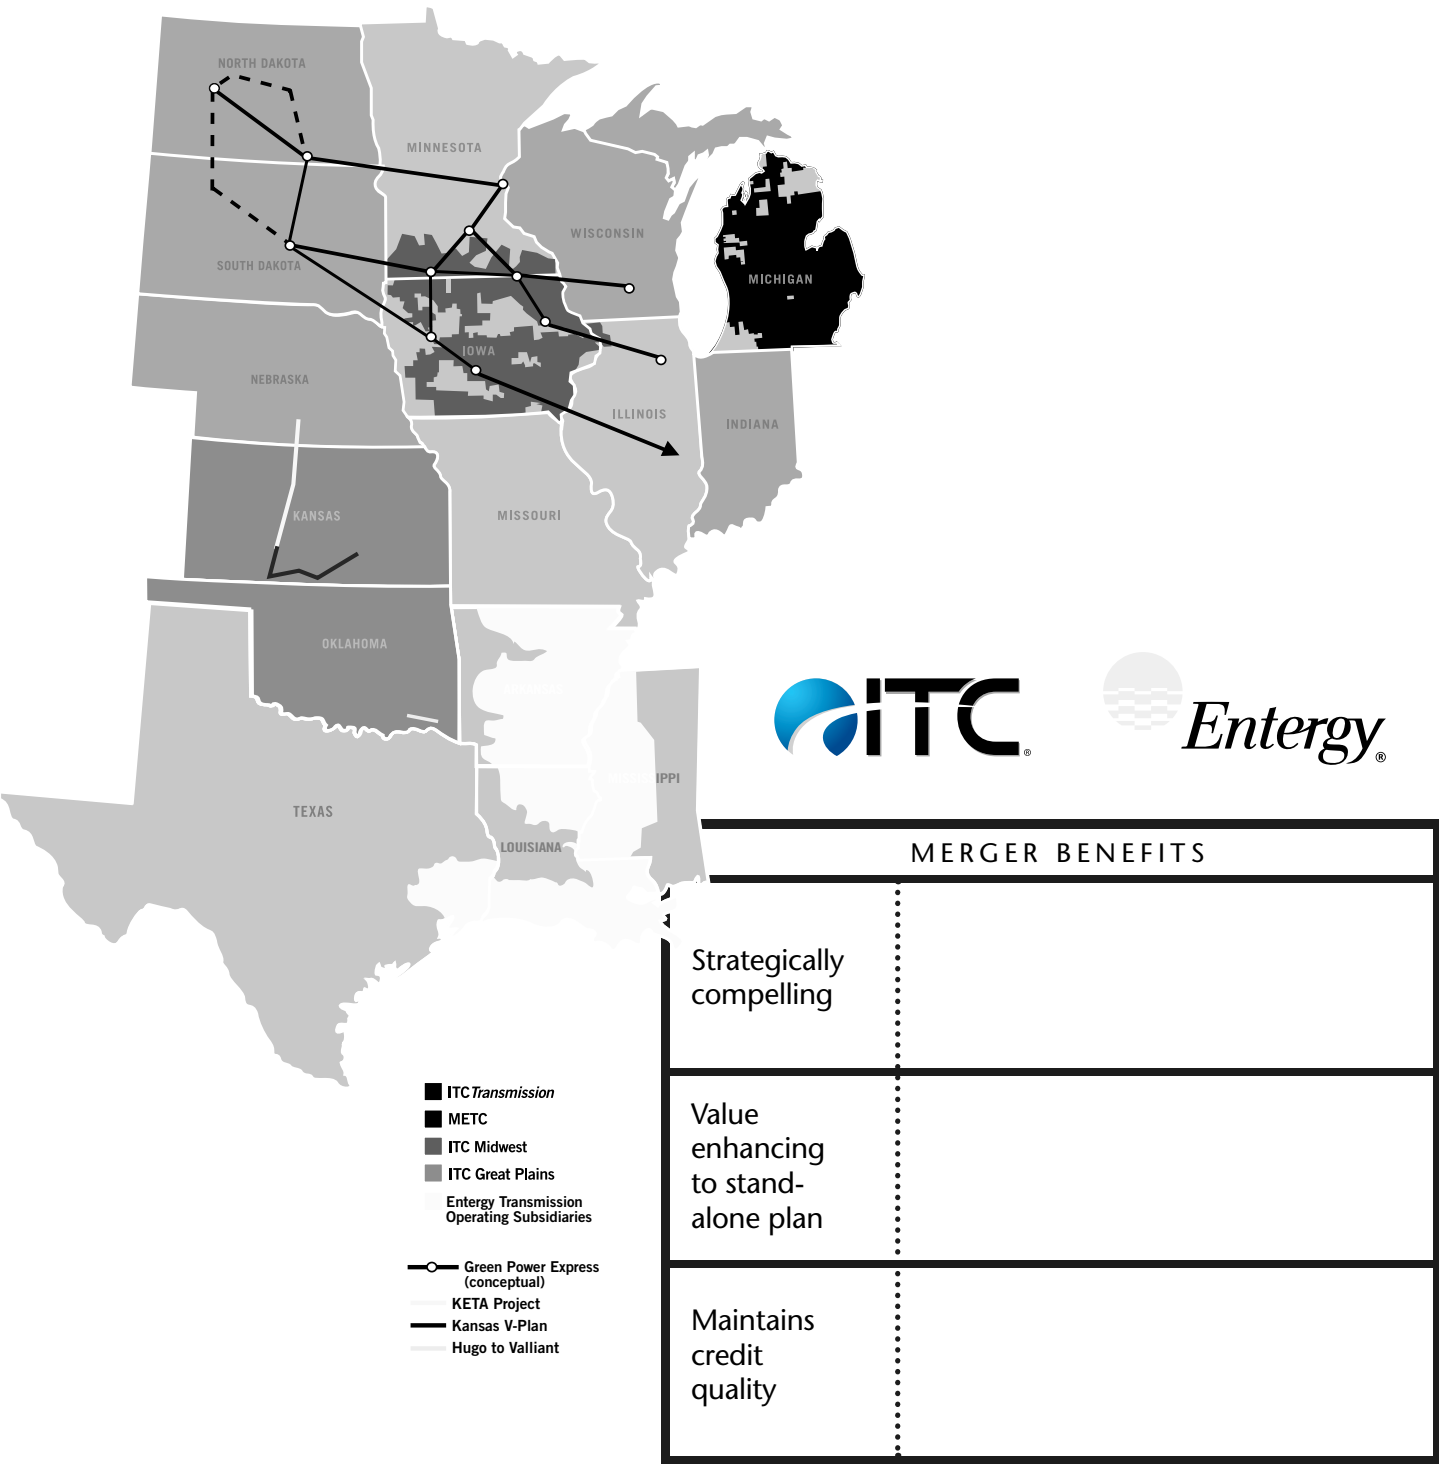 NORTH DAKOTA
MINNESOTA
WISCONSIN
SOUTH DAKOTA
MICHIGAN
IOWA
NEBRASKA
ILLINOIS
INDIANA
KANSAS
MISSOURI
OKLAHOMA
ARKANSAS
MISSISSIPPI
TEXAS
LOUISIANA
ITC®
Entergy®
MERGER BENEFITS
Strategically
compelling
Value
enhancing
to stand-
alone plan
Maintains
credit
quality
ITCTransmission
METC
ITC Midwest
ITC Great Plains
Entergy Transmission
Operating Subsidiaries
Green Power Express
(conceptual)
KETA Project
Kansas V-Plan
Hugo to Valliant